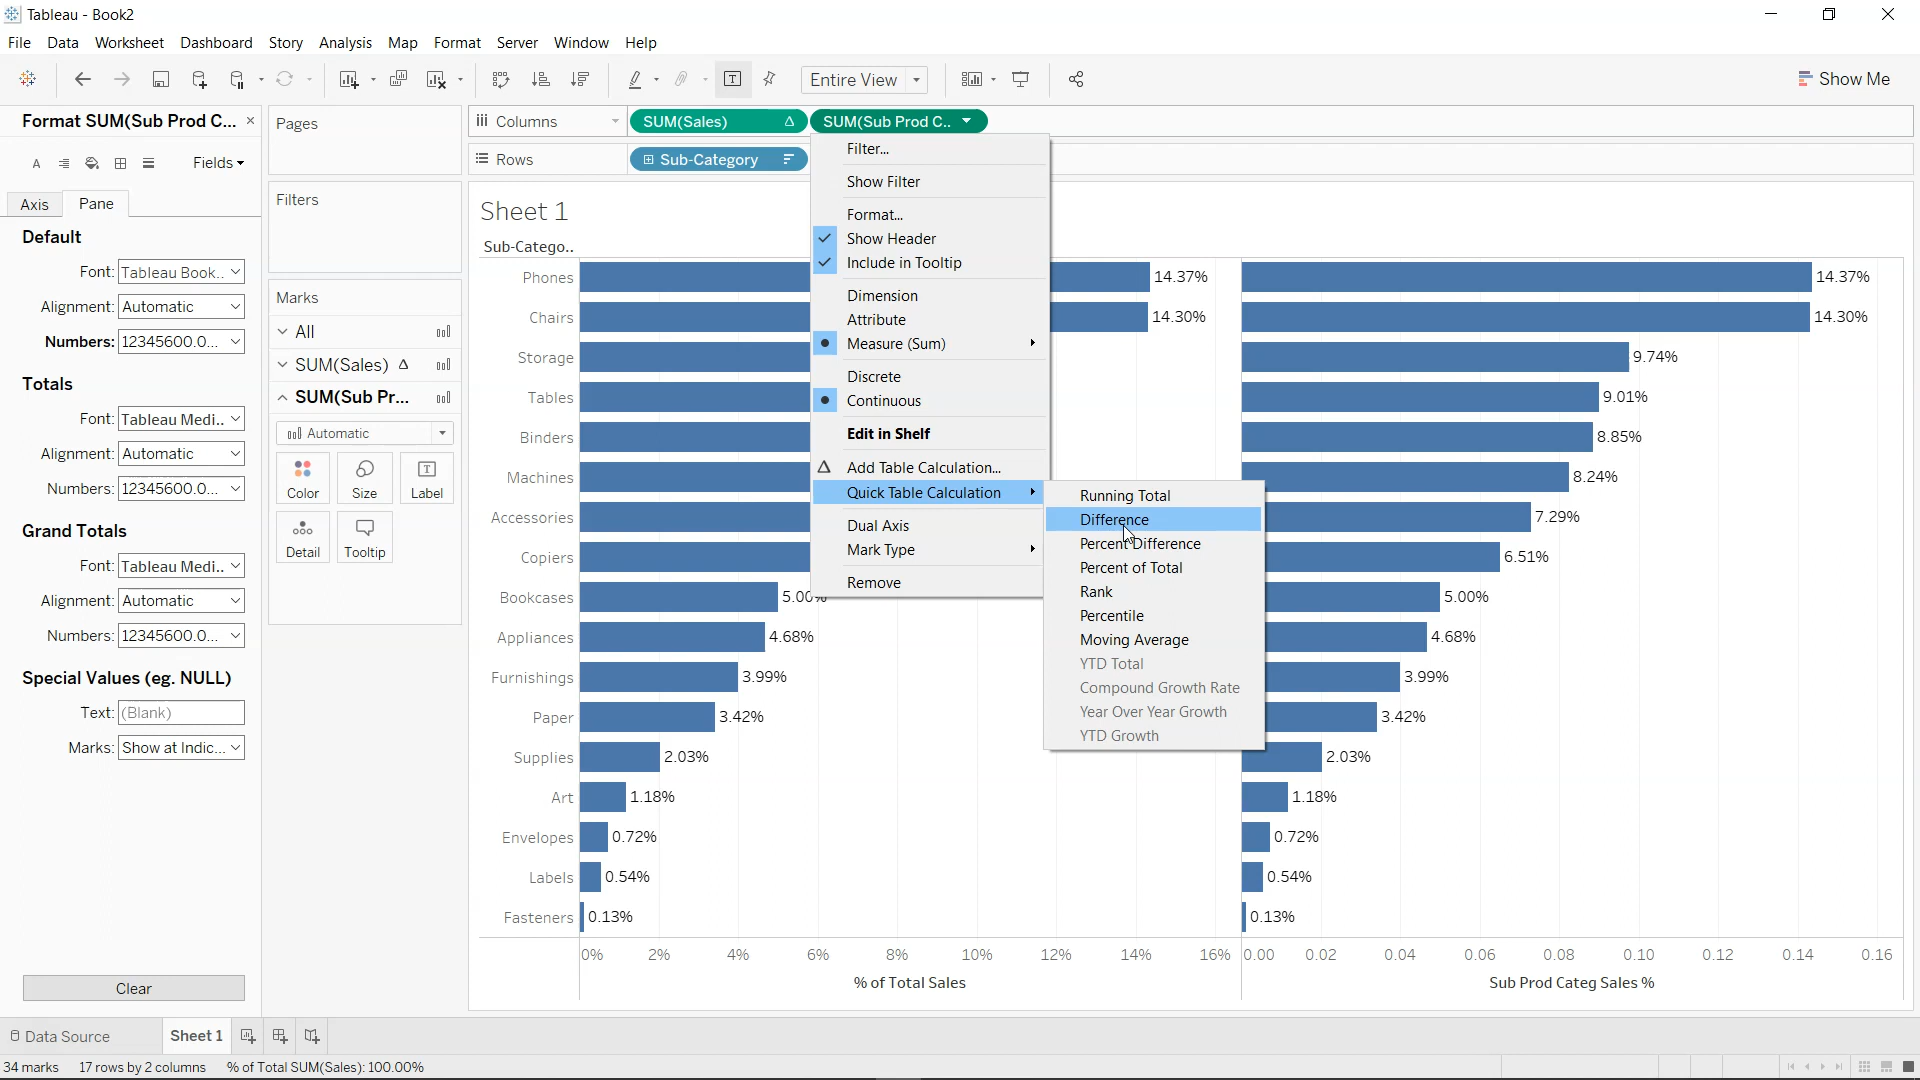 Tableau - Book2
File Data Worksheet Dashboard Story Analysis Map Format Server Window Help
Entire View
Show Me
Format SUM(Sub Prod C...
Fields
Axis Pane
Default
Font: Tableau Book..
Alignment: Automatic
Numbers: 12345600.0...
Totals
Font: Tableau Medi..
Alignment: Automatic
Numbers: 12345600.0...
Grand Totals
Font: Tableau Medi..
Alignment: Automatic
Numbers: 12345600.0...
Special Values (eg. NULL)
Text: (Blank)
Marks: Show at Indic...
Clear
Pages
Filters
Marks
All
SUM(Sales)
SUM(Sub Pr...
Automatic
Color Size Label
Detail Tooltip
Columns SUM(Sales) SUM(Sub Prod C..
Rows Sub-Category
Sheet 1
Sub-Catego..
Phones 14.37% 14.37%
Chairs 14.30% 14.30%
Storage 9.74%
Tables 9.01%
Binders 8.85%
Machines 8.24%
Accessories 7.29%
Copiers 6.51%
Bookcases 5.00% 5.00%
Appliances 4.68% 4.68%
Furnishings 3.99% 3.99%
Paper 3.42% 3.42%
Supplies 2.03% 2.03%
Art 1.18% 1.18%
Envelopes 0.72% 0.72%
Labels 0.54% 0.54%
Fasteners 0.13% 0.13%
0% 2% 4% 6% 8% 10% 12% 14% 16% 0.00 0.02 0.04 0.06 0.08 0.10 0.12 0.14 0.16
% of Total Sales Sub Prod Categ Sales %
Filter...
Show Filter
Format...
Show Header
Include in Tooltip
Dimension
Attribute
Measure (Sum)
Discrete
Continuous
Edit in Shelf
Add Table Calculation...
Quick Table Calculation
Dual Axis
Mark Type
Remove
Running Total
Difference
Percent Difference
Percent of Total
Rank
Percentile
Moving Average
YTD Total
Compound Growth Rate
Year Over Year Growth
YTD Growth
Data Source Sheet 1
34 marks 17 rows by 2 columns % of Total SUM(Sales): 100.00%